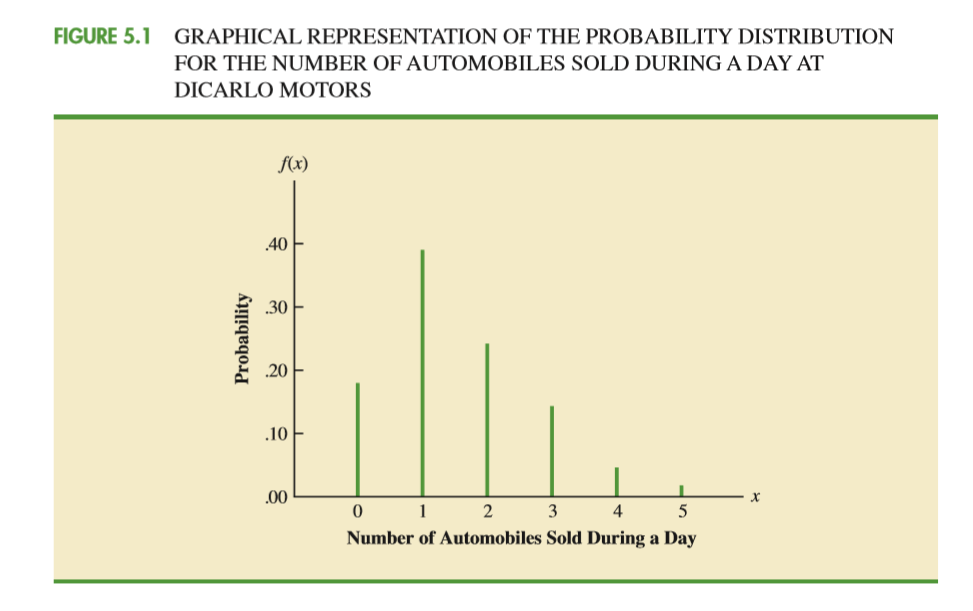 FIGURE 5.1 GRAPHICAL REPRESENTATION OF THE PROBABILITY DISTRIBUTION
FOR THE NUMBER OF AUTOMOBILES SOLD DURING A DAY AT
DICARLO MOTORS
f(x)
.40
.30
.20
.10
.00
Probability
0 1 2 3 4 5
x
Number of Automobiles Sold During a Day